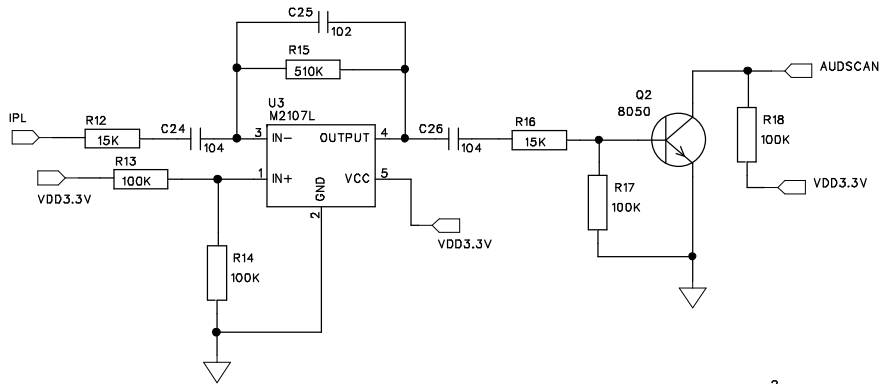 C25
102
R15
510K
U3
M2107L
IPL
R12
15K
C24
104
3 IN-
OUTPUT 4
C26
104
R16
15K
Q2
8050
AUDSCAN
R18
100K
VDD3.3V
R13
100K
VDD3.3V
1 IN+
GND
2
VCC 5
VDD3.3V
R17
100K
R14
100K